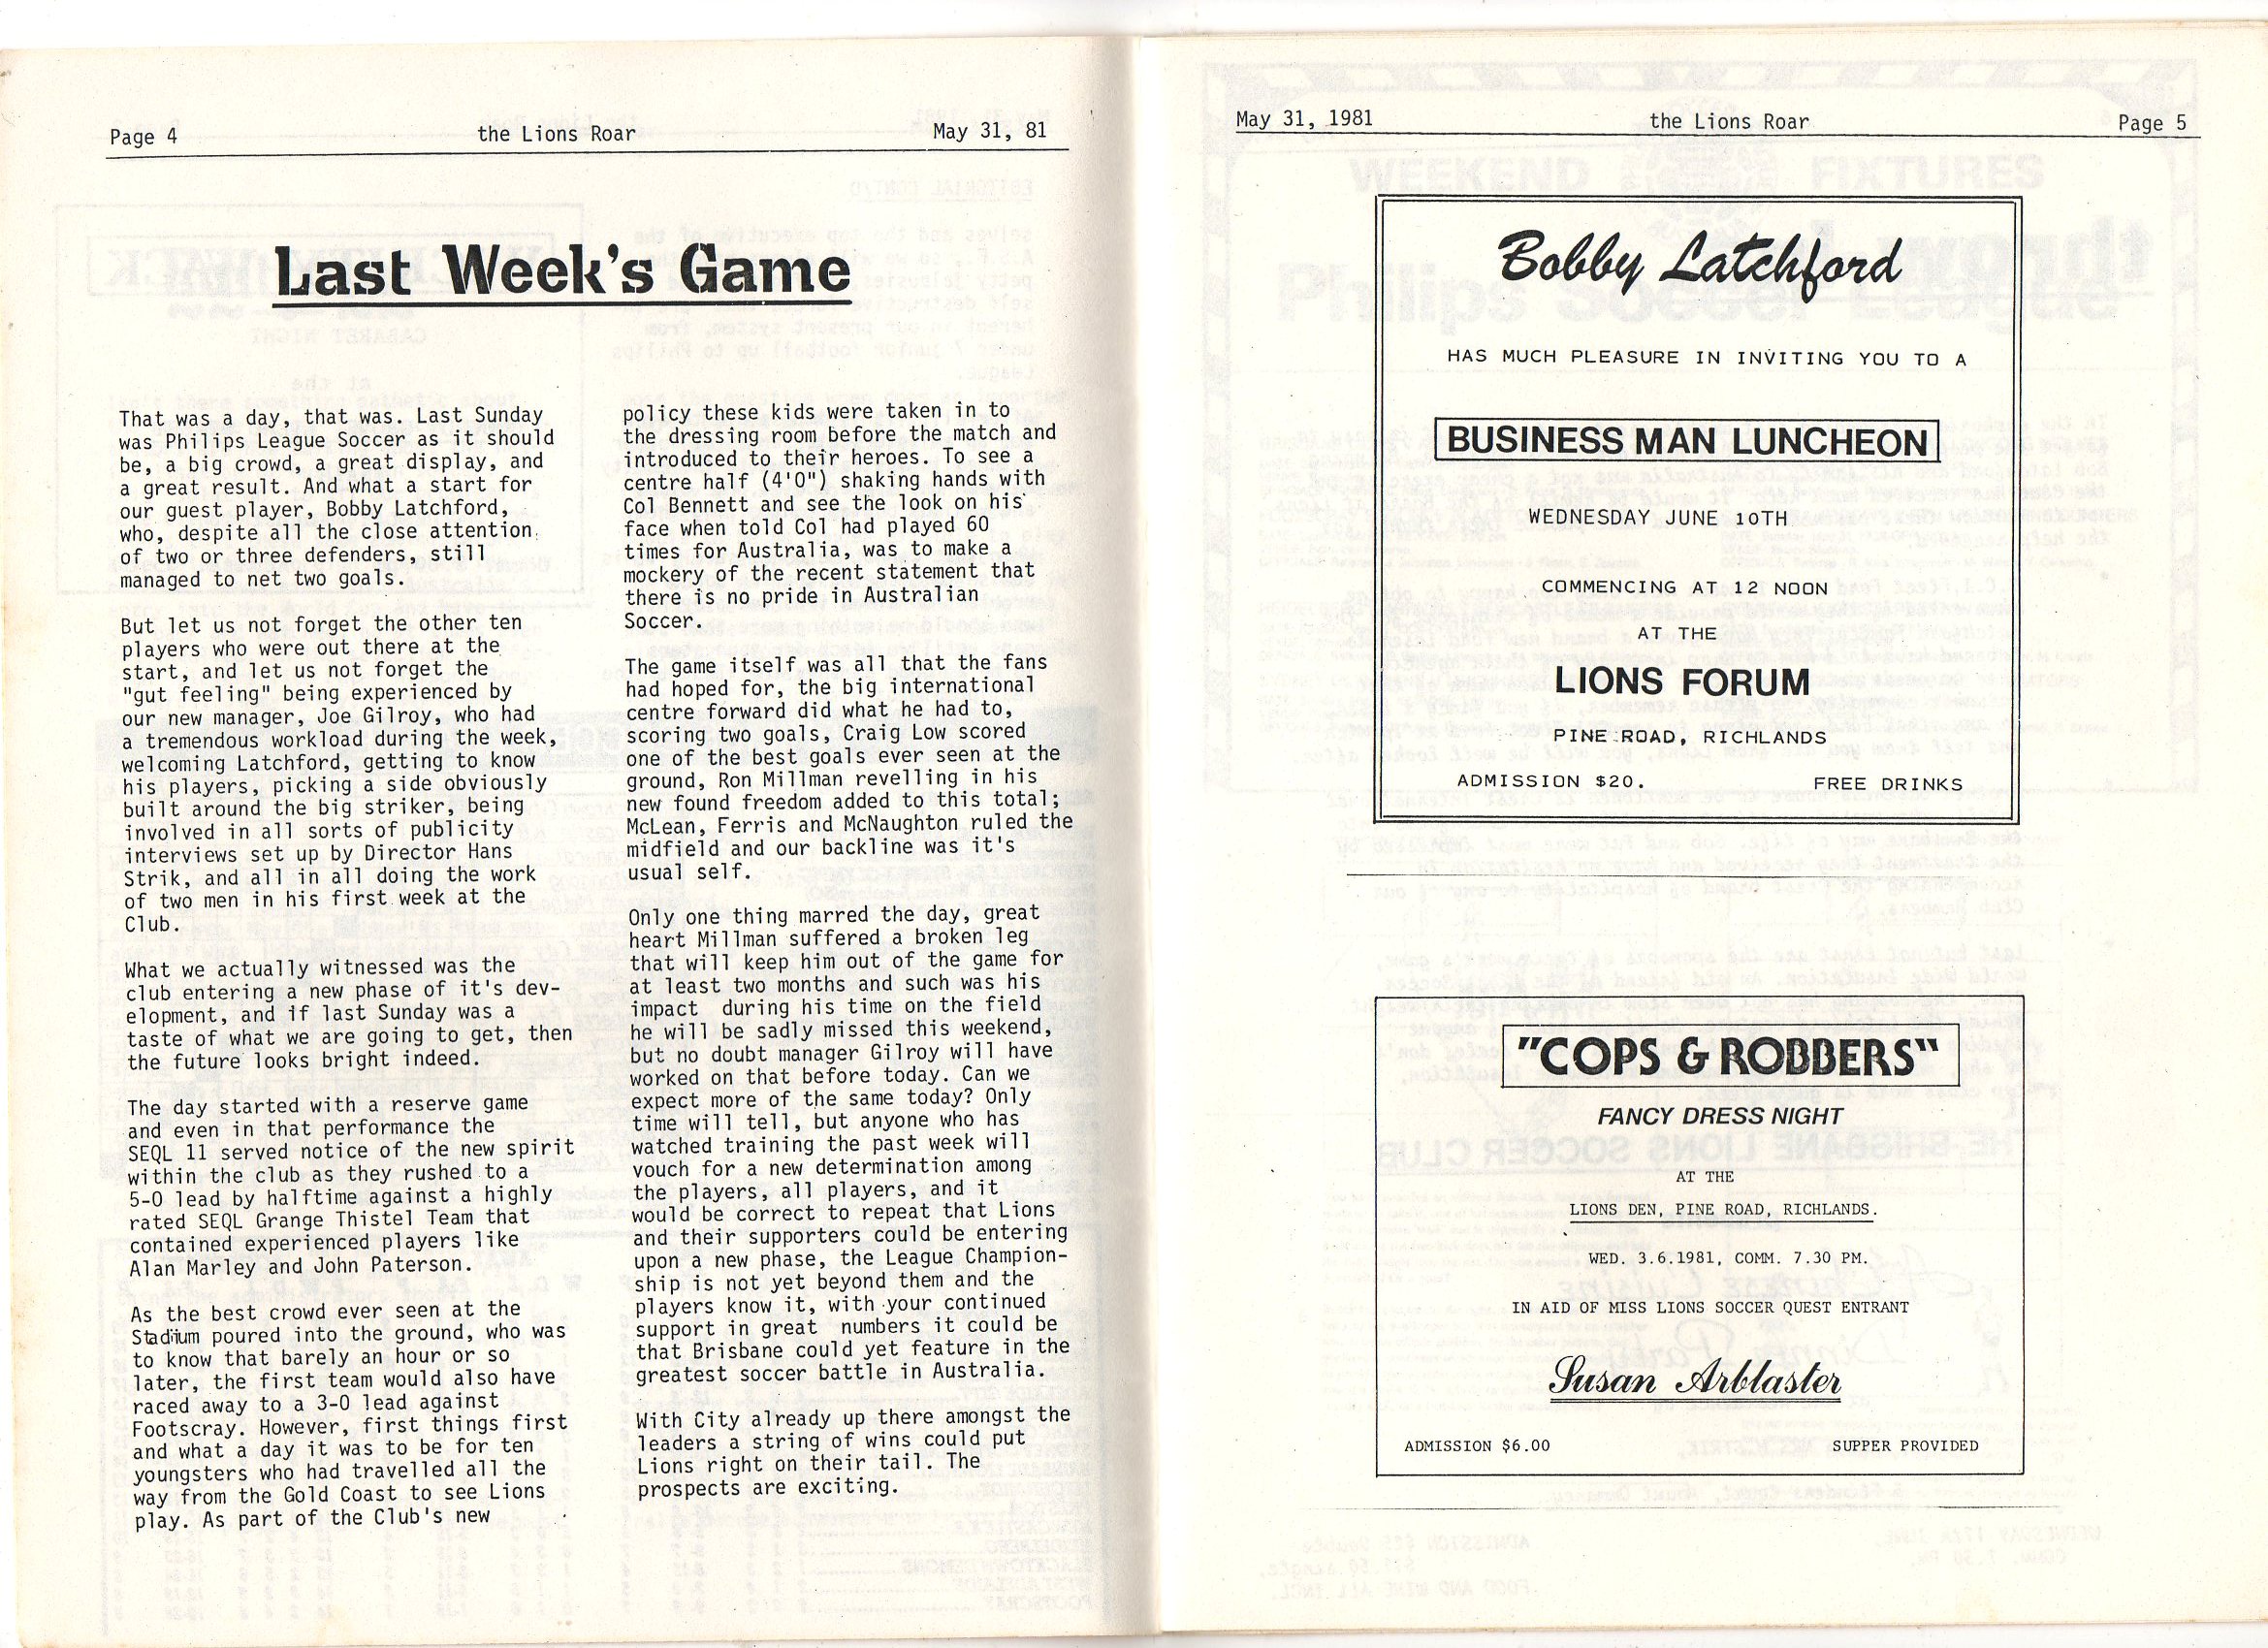 Page 4 the Lions Roar May 31, 81
Last Week's Game
That was a day, that was. Last Sunday
was Philips League Soccer as it should
be, a big crowd, a great display, and
a great result. And what a start for
our guest player, Bobby Latchford,
who, despite all the close attention
of two or three defenders, still
managed to net two goals.
But let us not forget the other ten
players who were out there at the
start, and let us not forget the
"gut feeling" being experienced by
our new manager, Joe Gilroy, who had
a tremendous workload during the week,
welcoming Latchford, getting to know
his players, picking a side obviously
built around the big striker, being
involved in all sorts of publicity
interviews set up by Director Hans
Strik, and all in all doing the work
of two men in his first week at the
Club.
What we actually witnessed was the
club entering a new phase of it's dev-
elopment, and if last Sunday was a
taste of what we are going to get, then
the future looks bright indeed.
The day started with a reserve game
and even in that performance the
SEQL 11 served notice of the new spirit
within the club as they rushed to a
5-0 lead by halftime against a highly
rated SEQL Grange Thistel Team that
contained experienced players like
Alan Marley and John Paterson.
As the best crowd ever seen at the
Stadium poured into the ground, who was
to know that barely an hour or so
later, the first team would also have
raced away to a 3-0 lead against
Footscray. However, first things first
and what a day it was to be for ten
youngsters who had travelled all the
way from the Gold Coast to see Lions
play. As part of the Club's new
policy these kids were taken in to
the dressing room before the match and
introduced to their heroes. To see a
centre half (4'0") shaking hands with
Col Bennett and see the look on his
face when told Col had played 60
times for Australia, was to make a
mockery of the recent statement that
there is no pride in Australian
Soccer.
The game itself was all that the fans
had hoped for, the big international
centre forward did what he had to,
scoring two goals, Craig Low scored
one of the best goals ever seen at the
ground, Ron Millman revelling in his
new found freedom added to this total;
McLean, Ferris and McNaughton ruled the
midfield and our backline was it's
usual self.
Only one thing marred the day, great
heart Millman suffered a broken leg
that will keep him out of the game for
at least two months and such was his
impact during his time on the field
he will be sadly missed this weekend,
but no doubt manager Gilroy will have
worked on that before today. Can we
expect more of the same today? Only
time will tell, but anyone who has
watched training the past week will
vouch for a new determination among
the players, all players, and it
would be correct to repeat that Lions
and their supporters could be entering
upon a new phase, the League Champion-
ship is not yet beyond them and the
players know it, with your continued
support in great numbers it could be
that Brisbane could yet feature in the
greatest soccer battle in Australia.
With City already up there amongst the
leaders a string of wins could put
Lions right on their tail. The
prospects are exciting.
May 31, 1981 the Lions Roar Page 5
Bobby Latchford
HAS MUCH PLEASURE IN INVITING YOU TO A
BUSINESS MAN LUNCHEON
WEDNESDAY JUNE 10TH
COMMENCING AT 12 NOON
AT THE
LIONS FORUM
PINE ROAD, RICHLANDS
ADMISSION $20. FREE DRINKS
"COPS & ROBBERS"
FANCY DRESS NIGHT
AT THE
LIONS DEN, PINE ROAD, RICHLANDS.
WED. 3.6.1981, COMM. 7.30 PM.
IN AID OF MISS LIONS SOCCER QUEST ENTRANT
Susan Arblaster
ADMISSION $6.00 SUPPER PROVIDED